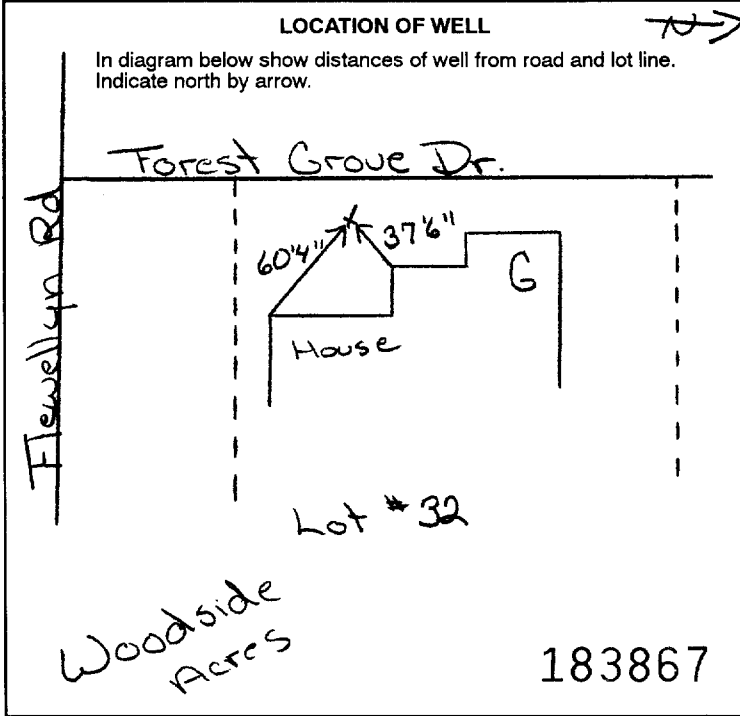 LOCATION OF WELL
N
In diagram below show distances of well from road and lot line.
Indicate north by arrow.
Forest Grove Dr.
Flewellyn Rd
60'4"
37'6"
G
House
Lot #32
Woodside
Acres
183867